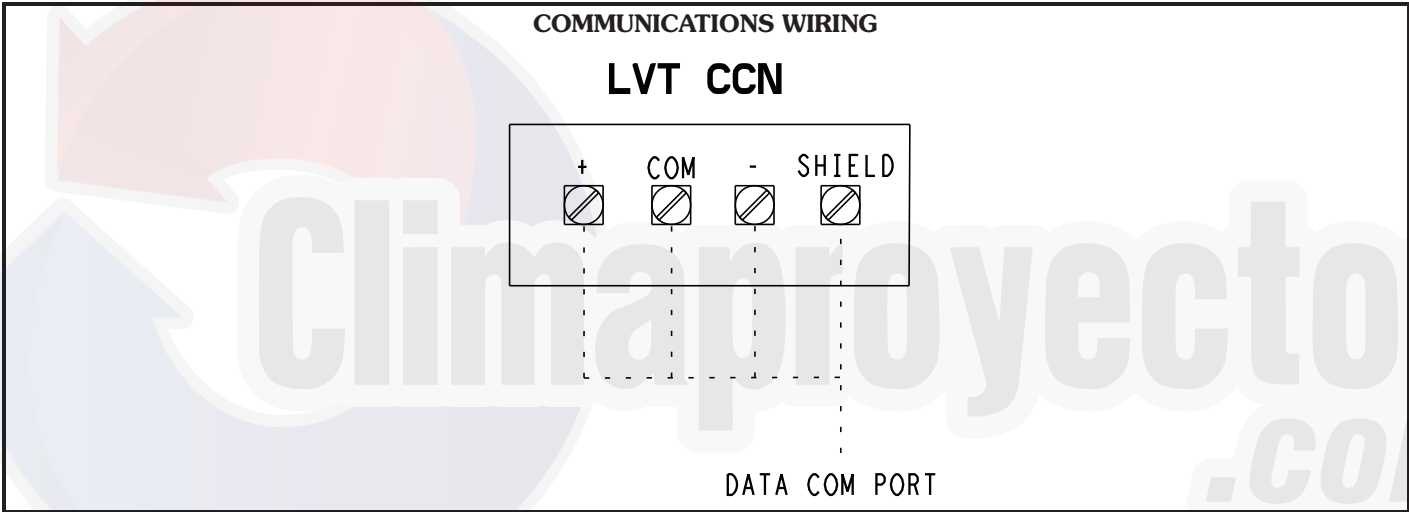 COMMUNICATIONS WIRING
LVT CCN
+ COM - SHIELD
Climaproyecto
.co
DATA COM PORT